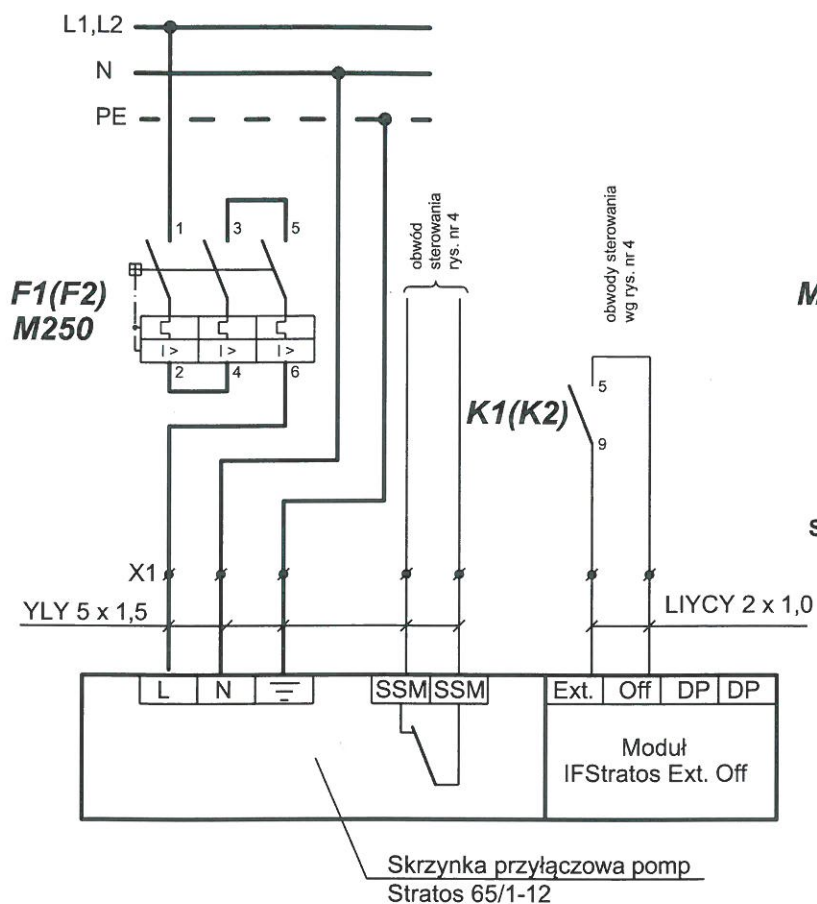 L1,L2
N
PE
1 3 5
F1(F2)
M250
I> I> I>
2 4 6
obwód
sterowania
rys. nr 4
obwody sterowania
wg rys. nr 4
M
K1(K2)
5
9
S
X1
YLY 5 x 1,5
LIYCY 2 x 1,0
L N SSM SSM Ext. Off DP DP
Moduł
IFStratos Ext. Off
Skrzynka przyłączowa pomp
Stratos 65/1-12